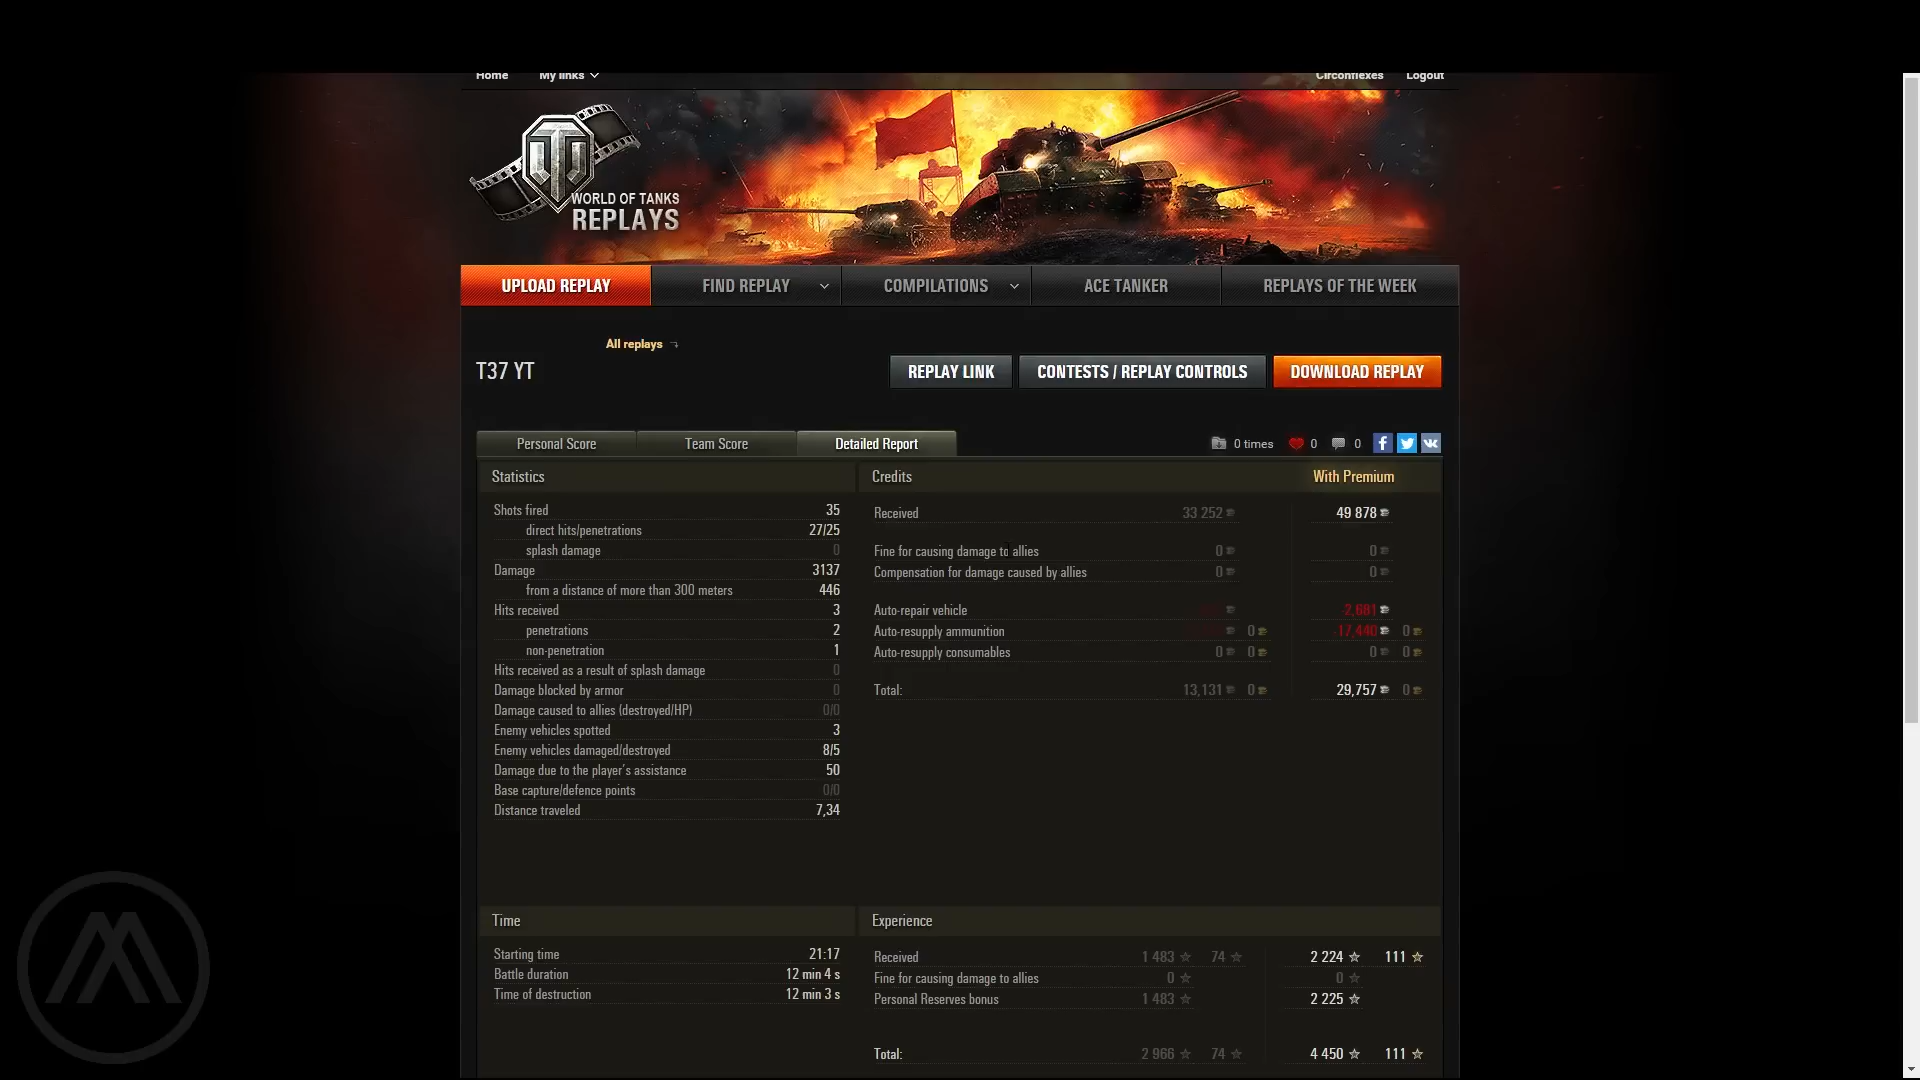 Home My links Circonflexes Logout
WORLD OF TANKS
REPLAYS
UPLOAD REPLAY FIND REPLAY COMPILATIONS ACE TANKER REPLAYS OF THE WEEK
All replays
T37 YT REPLAY LINK CONTESTS / REPLAY CONTROLS DOWNLOAD REPLAY
Personal Score Team Score Detailed Report 0 times 0 0
Statistics
Shots fired 35
direct hits/penetrations 27/25
splash damage 0
Damage 3137
from a distance of more than 300 meters 446
Hits received 3
penetrations 2
non-penetration 1
Hits received as a result of splash damage 0
Damage blocked by armor 0
Damage caused to allies (destroyed/HP) 0/0
Enemy vehicles spotted 3
Enemy vehicles damaged/destroyed 8/5
Damage due to the player's assistance 50
Base capture/defence points 0/0
Distance traveled 7,34
Credits With Premium
Received 33 252 49 878
Fine for causing damage to allies 0 0
Compensation for damage caused by allies 0 0
Auto-repair vehicle -2,681
Auto-resupply ammunition 0 -17,440 0
Auto-resupply consumables 0 0 0 0
Total: 13,131 0 29,757 0
Time
Starting time 21:17
Battle duration 12 min 4 s
Time of destruction 12 min 3 s
Experience
Received 1 483 74 2 224 111
Fine for causing damage to allies 0 0
Personal Reserves bonus 1 483 2 225
Total: 2 966 74 4 450 111